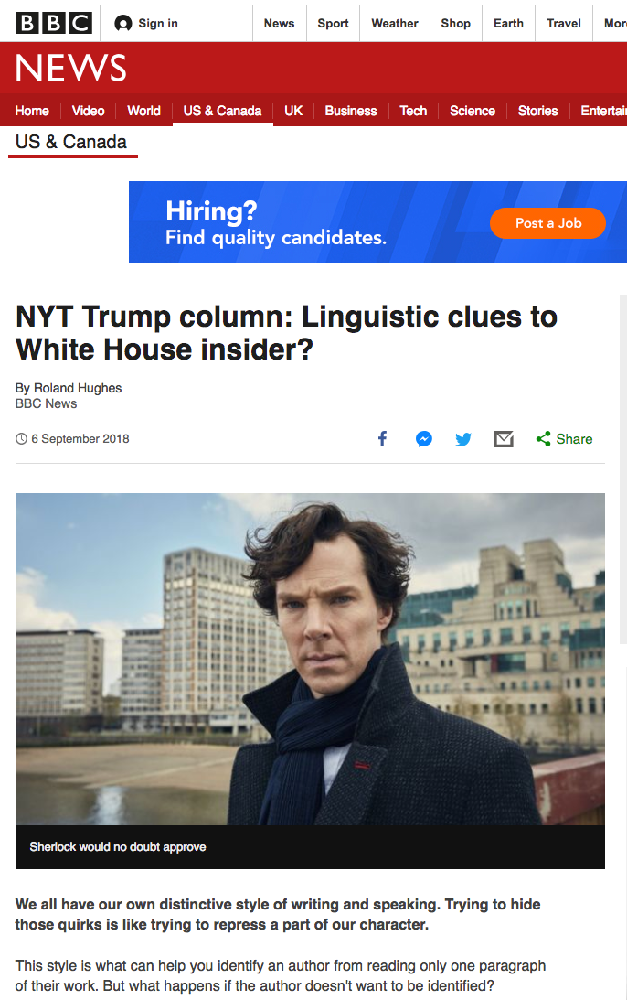 BBC Sign in News Sport Weather Shop Earth Travel
NEWS
Home Video World US & Canada UK Business Tech Science Stories
US & Canada
Hiring?
Find quality candidates.
Post a Job
NYT Trump column: Linguistic clues to
White House insider?
By Roland Hughes
BBC News
6 September 2018
Share
Sherlock would no doubt approve
We all have our own distinctive style of writing and speaking. Trying to hide
those quirks is like trying to repress a part of our character.
This style is what can help you identify an author from reading only one paragraph
of their work. But what happens if the author doesn't want to be identified?